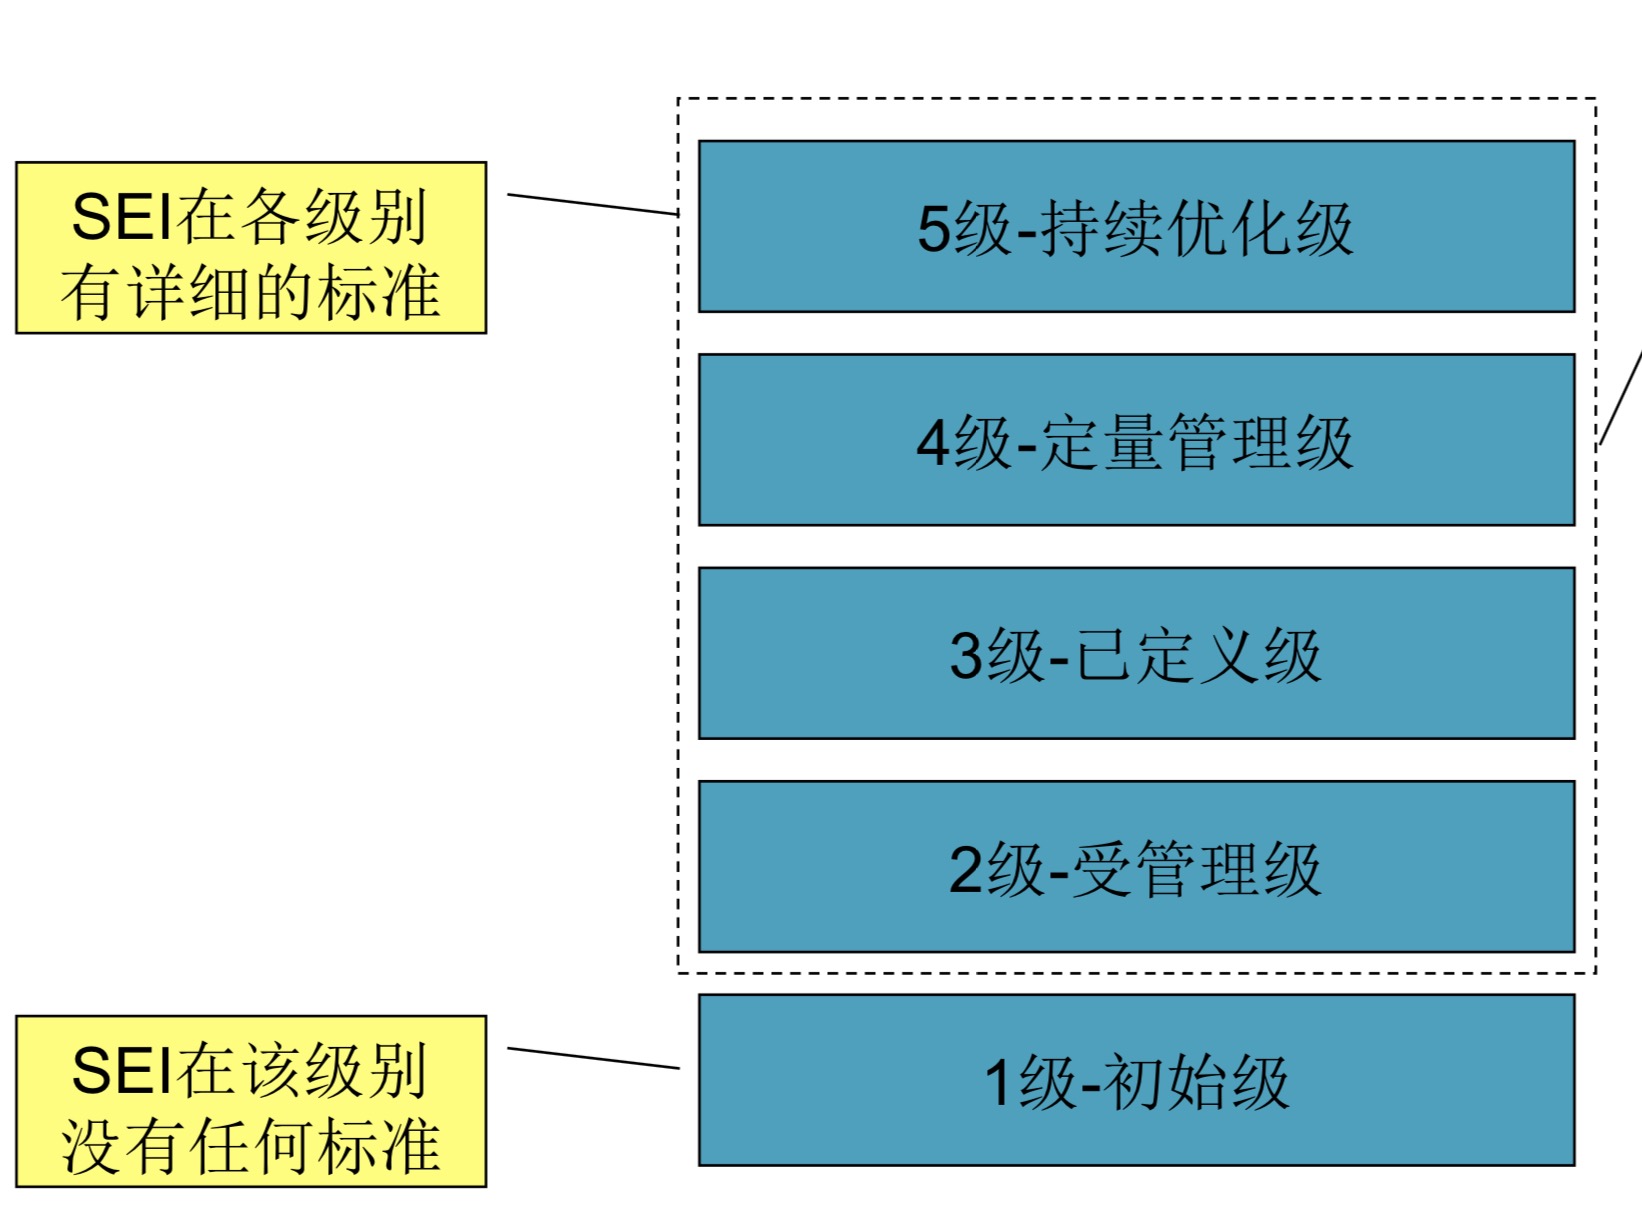 SEI在各级别
有详细的标准
5级-持续优化级
4级-定量管理级
3级-已定义级
2级-受管理级
SEI在该级别
没有任何标准
1级-初始级